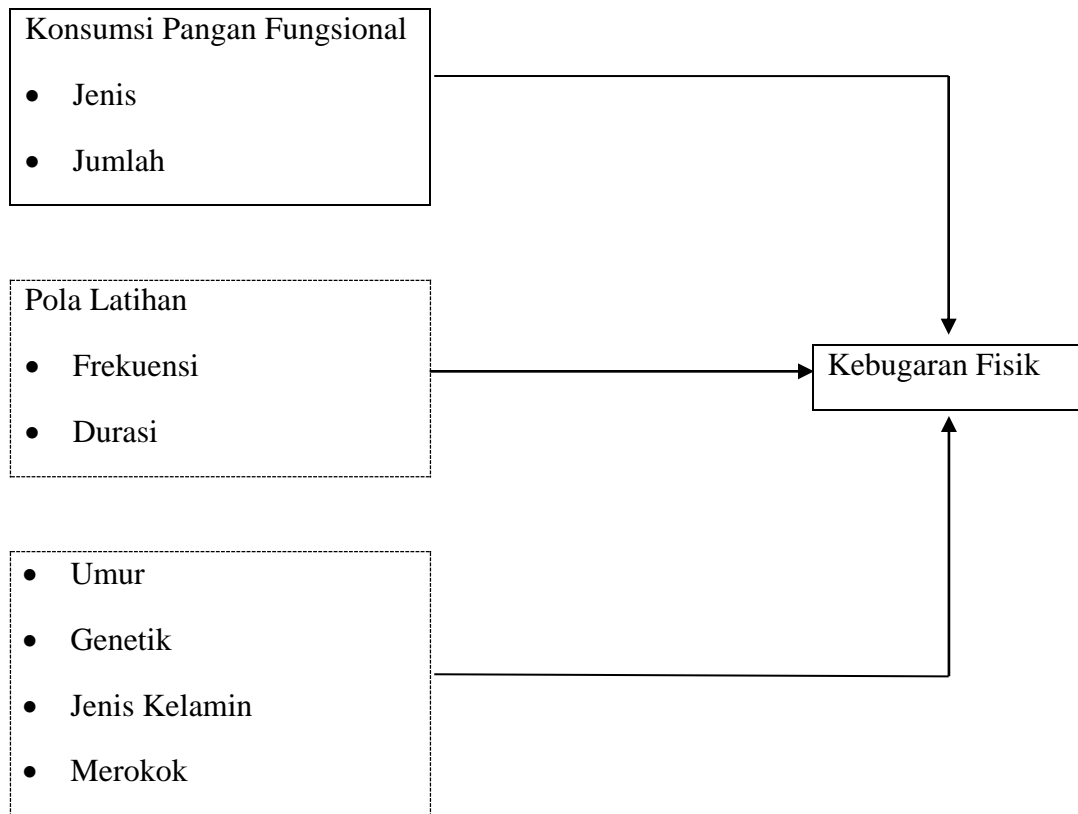 Konsumsi Pangan Fungsional
• Jenis
• Jumlah
Pola Latihan
• Frekuensi
• Durasi
Kebugaran Fisik
• Umur
• Genetik
• Jenis Kelamin
• Merokok